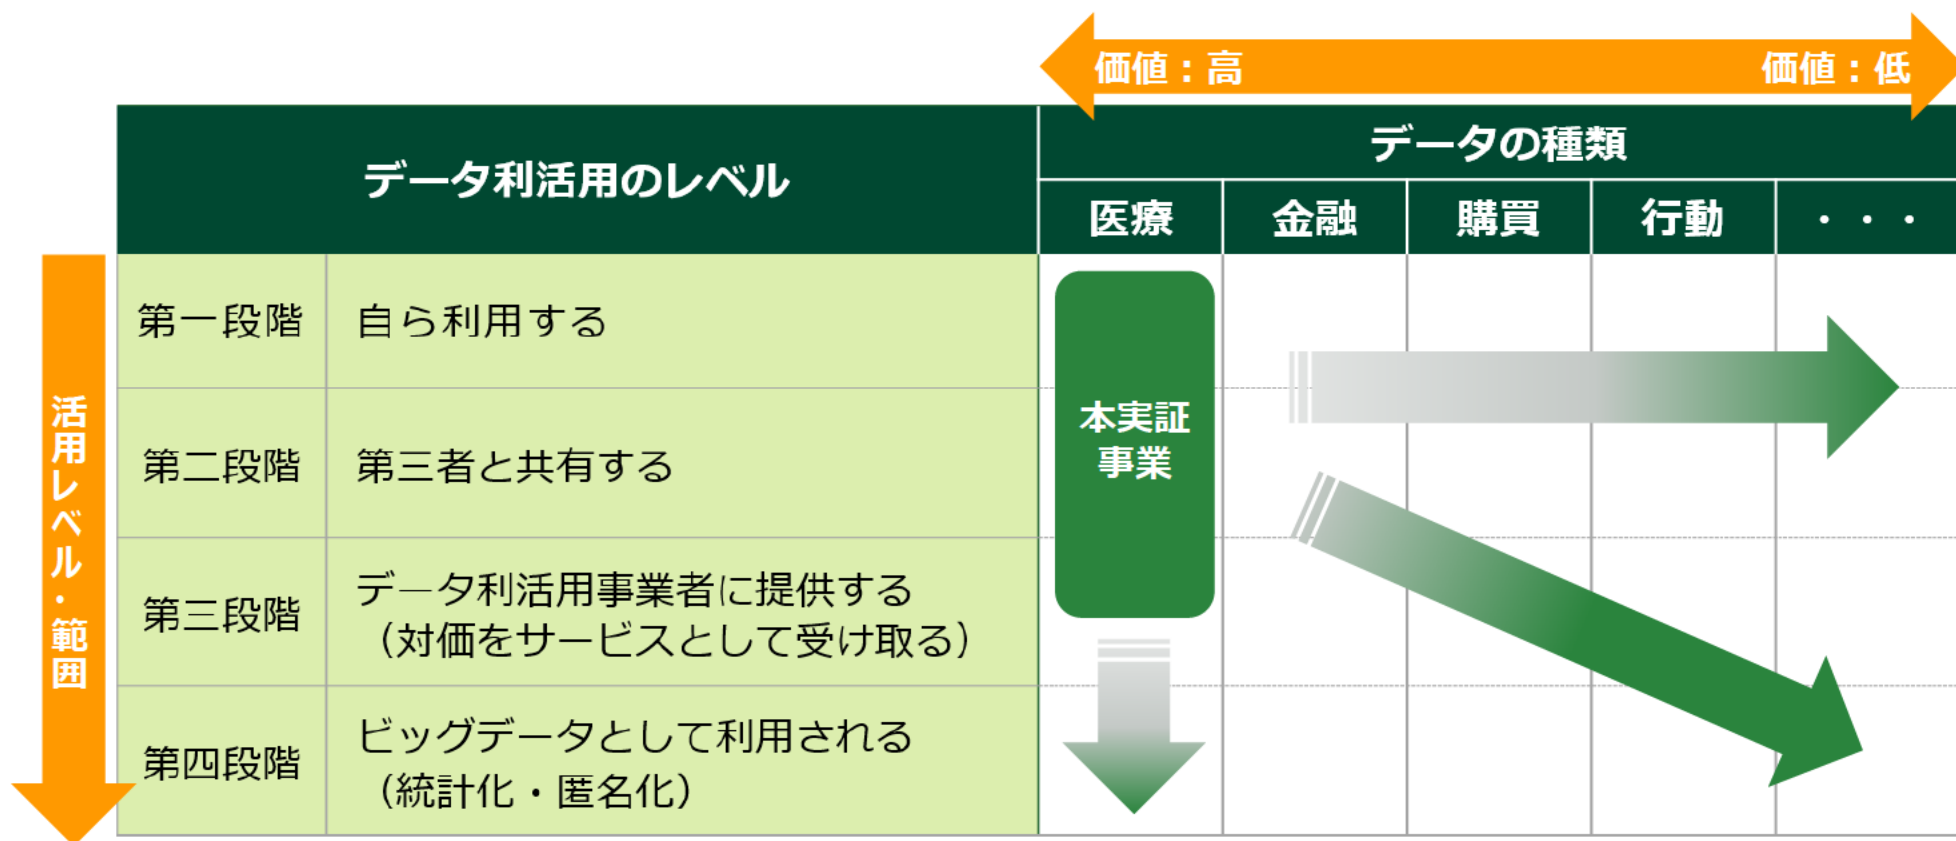 価値：高
価値：低
データ利活用のレベル
データの種類
医療
金融
購買
行動
・・・
活用レベル・範囲
第一段階
自ら利用する
第二段階
第三者と共有する
第三段階
データ利活用事業者に提供する
（対価をサービスとして受け取る）
第四段階
ビッグデータとして利用される
（統計化・匿名化）
本実証
事業